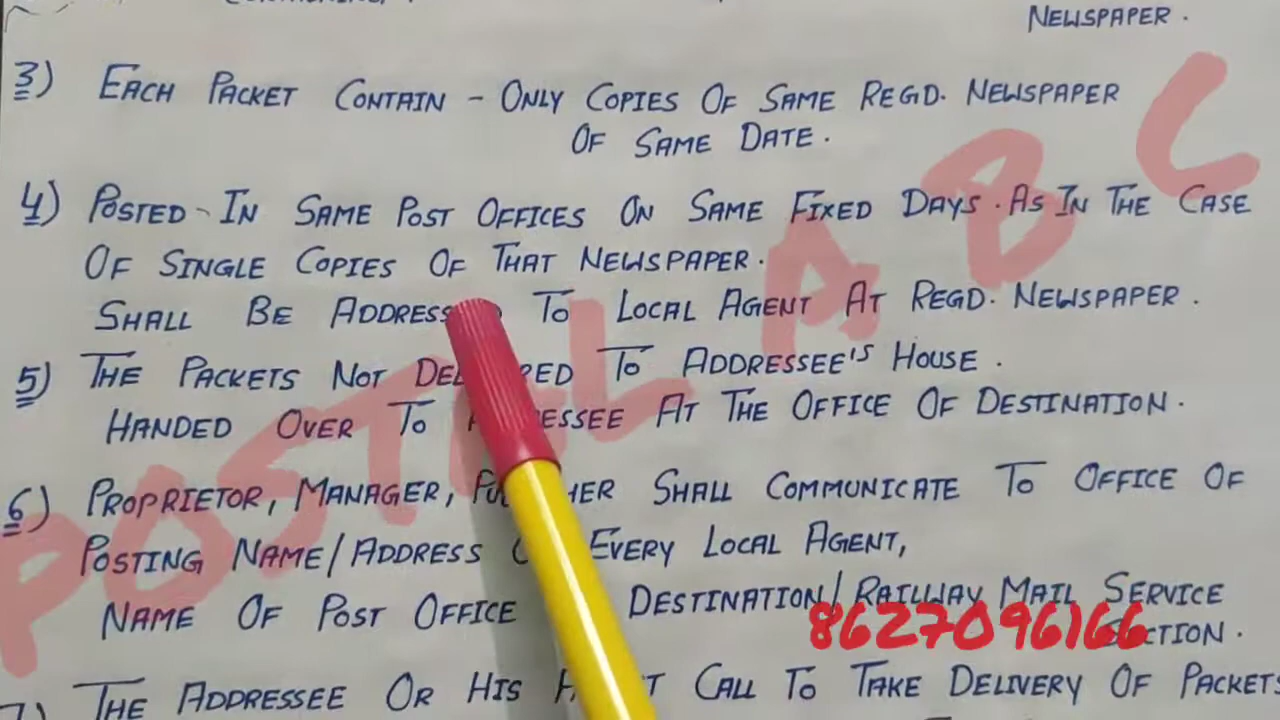 NEWSPAPER.
3) EACH PACKET CONTAIN - ONLY COPIES OF SAME REGD. NEWSPAPER
OF SAME DATE.
4) POSTED - IN SAME POST OFFICES ON SAME FIXED DAYS. AS IN THE CASE
OF SINGLE COPIES OF THAT NEWSPAPER.
SHALL BE ADDRESSED TO LOCAL AGENT AT REGD. NEWSPAPER.
5) THE PACKETS NOT TO ADDRESSEE'S HOUSE.
HANDED OVER TO AT THE OFFICE OF DESTINATION.
6) PROPRIETOR, MANAGER, SHALL COMMUNICATE TO OFFICE OF
POSTING NAME/ADDRESS EVERY LOCAL AGENT,
NAME OF POST OFFICE DESTINATION/RAILWAY MAIL SERVICE
SECTION.
7) THE ADDRESSEE OR HIS CALL TO TAKE DELIVERY OF PACKETS
POSTAL ABC
8627096166